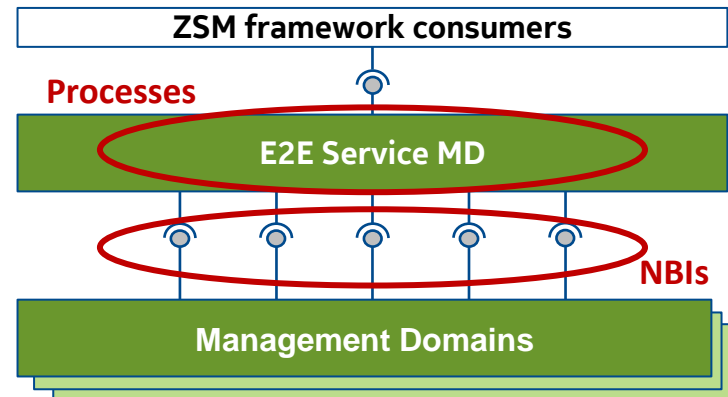 ZSM framework consumers
Processes
E2E Service MD
NBIs
Management Domains